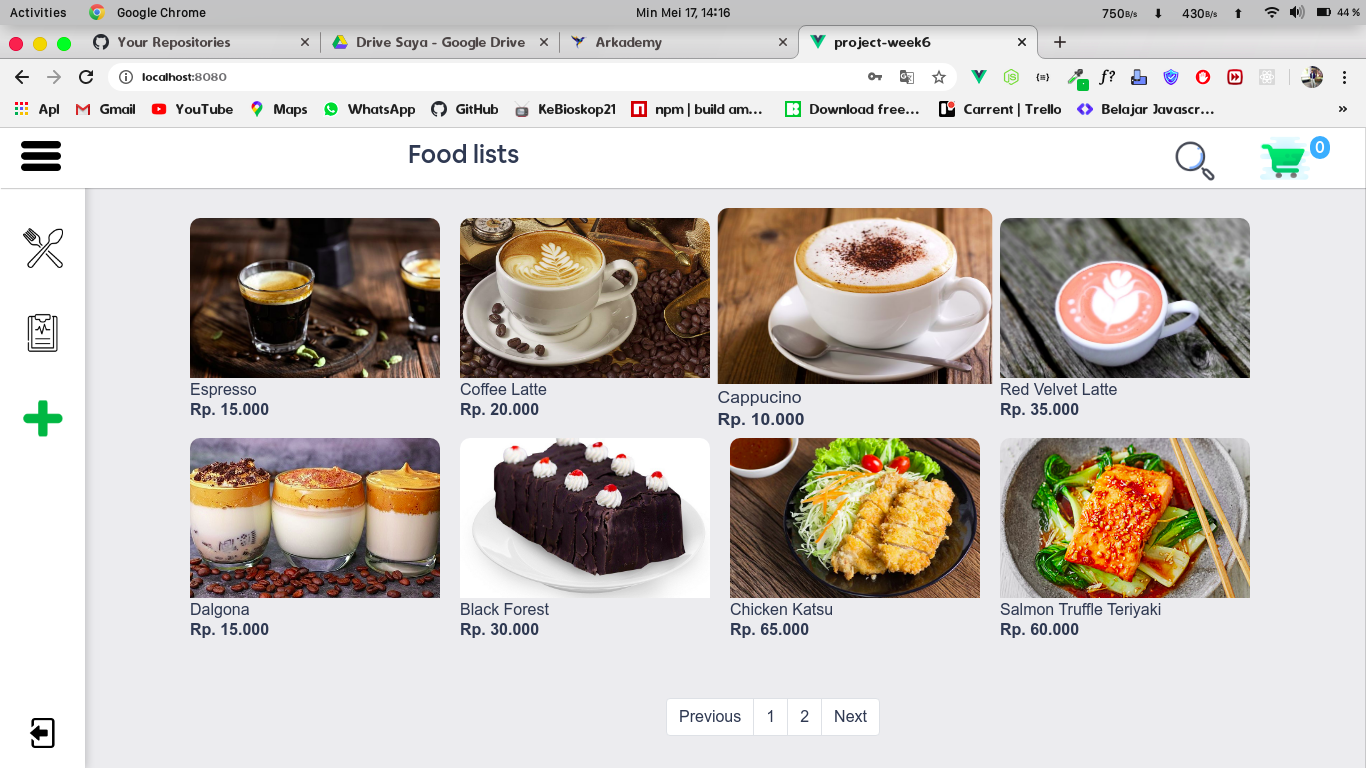 Activities Google Chrome Min Mei 17, 14:16 750B/s 430B/s 44 %
Your Repositories Drive Saya - Google Drive Arkademy project-week6
localhost:8080
Apl Gmail YouTube Maps WhatsApp GitHub KeBioskop21 npm | build am... Download free... Carrent | Trello Belajar Javascr... »
Food lists 0
Espresso Coffee Latte Cappucino Red Velvet Latte
Rp. 15.000 Rp. 20.000 Rp. 10.000 Rp. 35.000
Dalgona Black Forest Chicken Katsu Salmon Truffle Teriyaki
Rp. 15.000 Rp. 30.000 Rp. 65.000 Rp. 60.000
Previous 1 2 Next